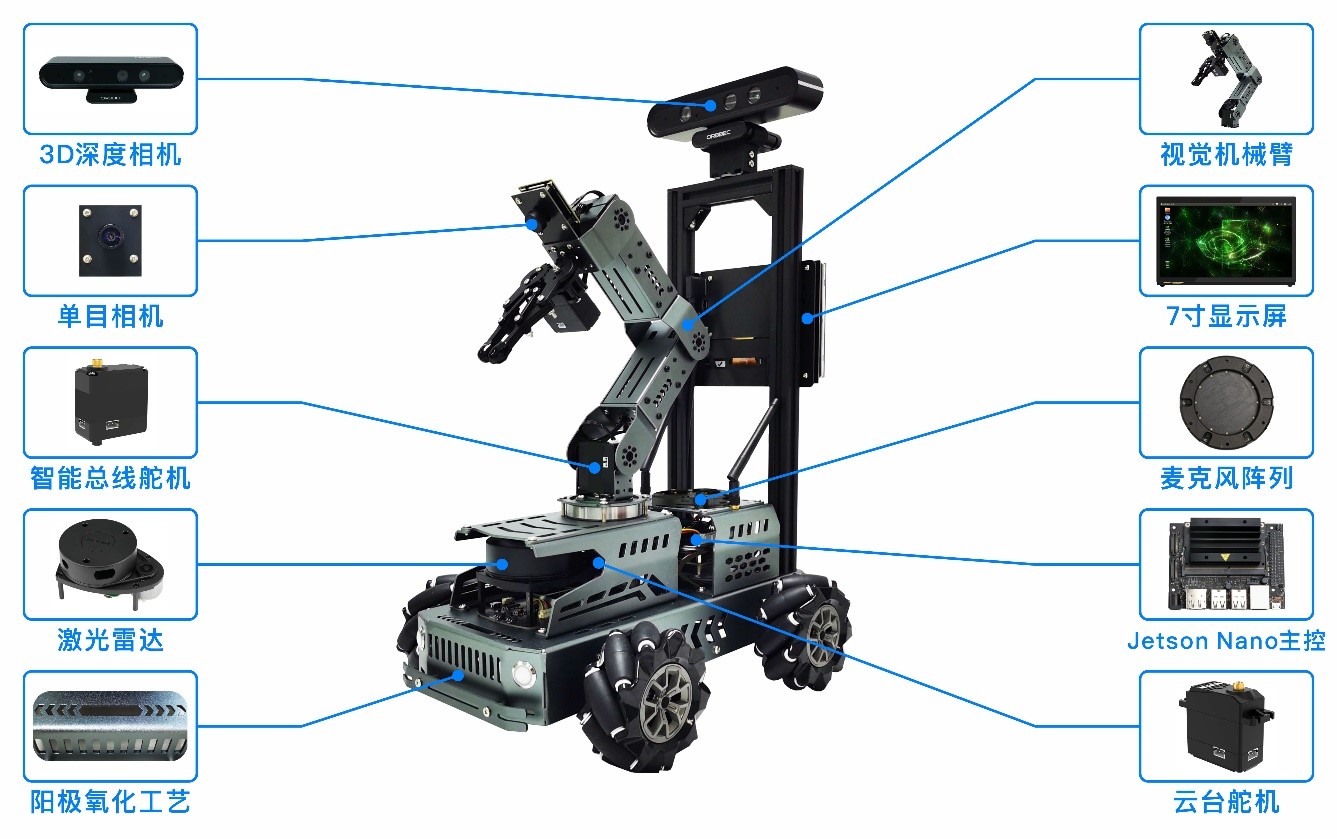 3D深度相机
单目相机
智能总线舵机
激光雷达
阳极氧化工艺
ORBBEC
视觉机械臂
7寸显示屏
麦克风阵列
Jetson Nano主控
云台舵机